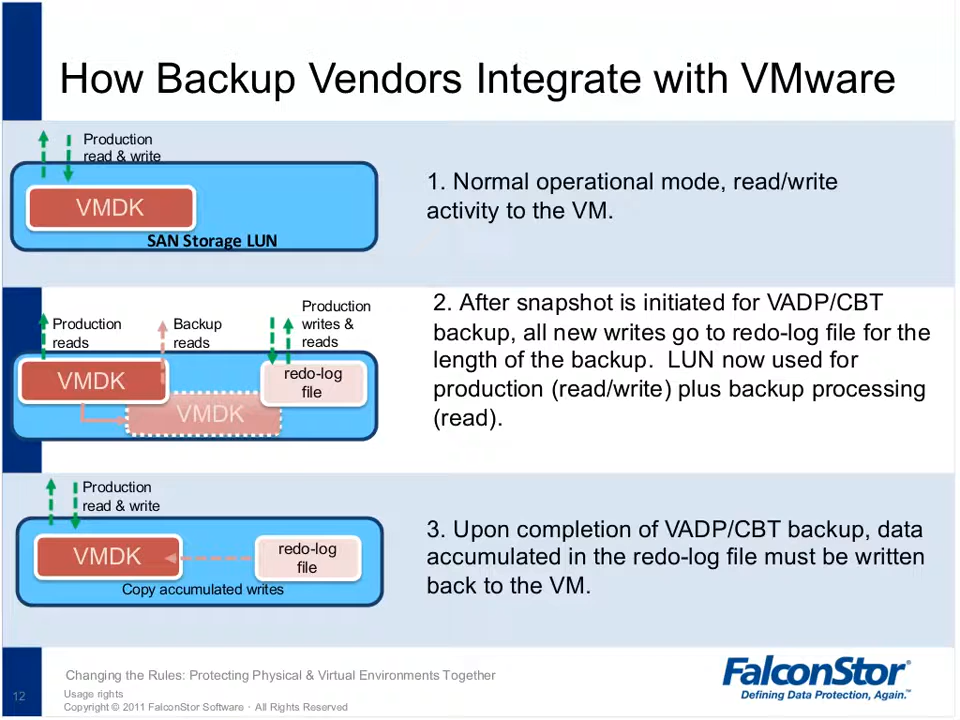 How Backup Vendors Integrate with VMware
Production
read & write
VMDK
SAN Storage LUN
1. Normal operational mode, read/write
activity to the VM.
Production
reads
Backup
reads
Production
writes &
reads
VMDK
redo-log
file
VMDK
2. After snapshot is initiated for VADP/CBT
backup, all new writes go to redo-log file for the
length of the backup.  LUN now used for
production (read/write) plus backup processing
(read).
Production
read & write
VMDK
redo-log
file
Copy accumulated writes
3. Upon completion of VADP/CBT backup, data
accumulated in the redo-log file must be written
back to the VM.
12
Changing the Rules: Protecting Physical & Virtual Environments Together
Usage rights
Copyright © 2011 FalconStor Software · All Rights Reserved
FalconStor®
Defining Data Protection, Again.™